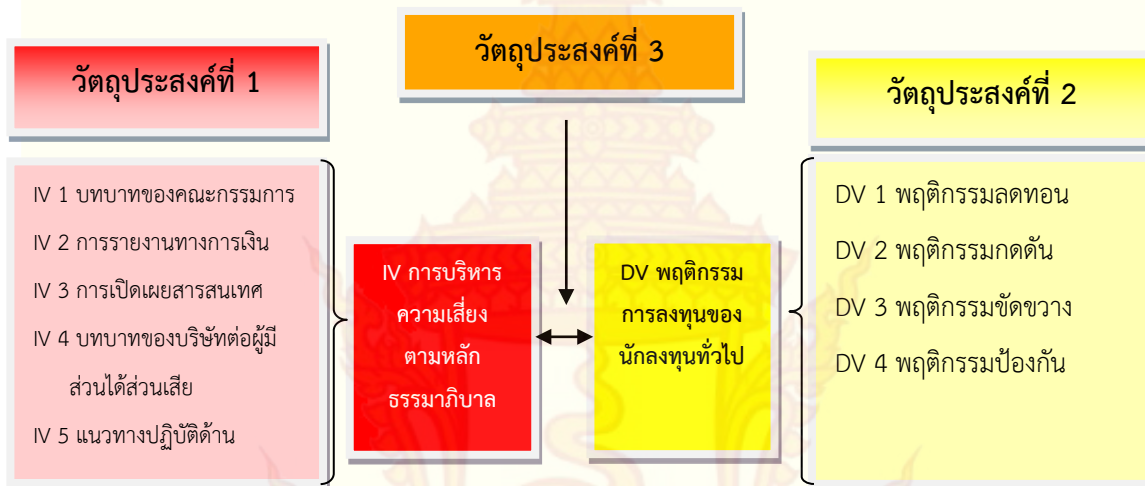 วัตถุประสงค์ที่ 1
วัตถุประสงค์ที่ 3
วัตถุประสงค์ที่ 2
IV 1 บทบาทของคณะกรรมการ
IV 2 การรายงานทางการเงิน
IV 3 การเปิดเผยสารสนเทศ
IV 4 บทบาทของบริษัทต่อผู้มี
ส่วนได้ส่วนเสีย
IV 5 แนวทางปฏิบัติด้าน
IV การบริหาร
ความเสี่ยง
ตามหลัก
ธรรมาภิบาล
DV พฤติกรรม
การลงทุนของ
นักลงทุนทั่วไป
DV 1 พฤติกรรมลดทอน
DV 2 พฤติกรรมกดดัน
DV 3 พฤติกรรมขัดขวาง
DV 4 พฤติกรรมป้องกัน